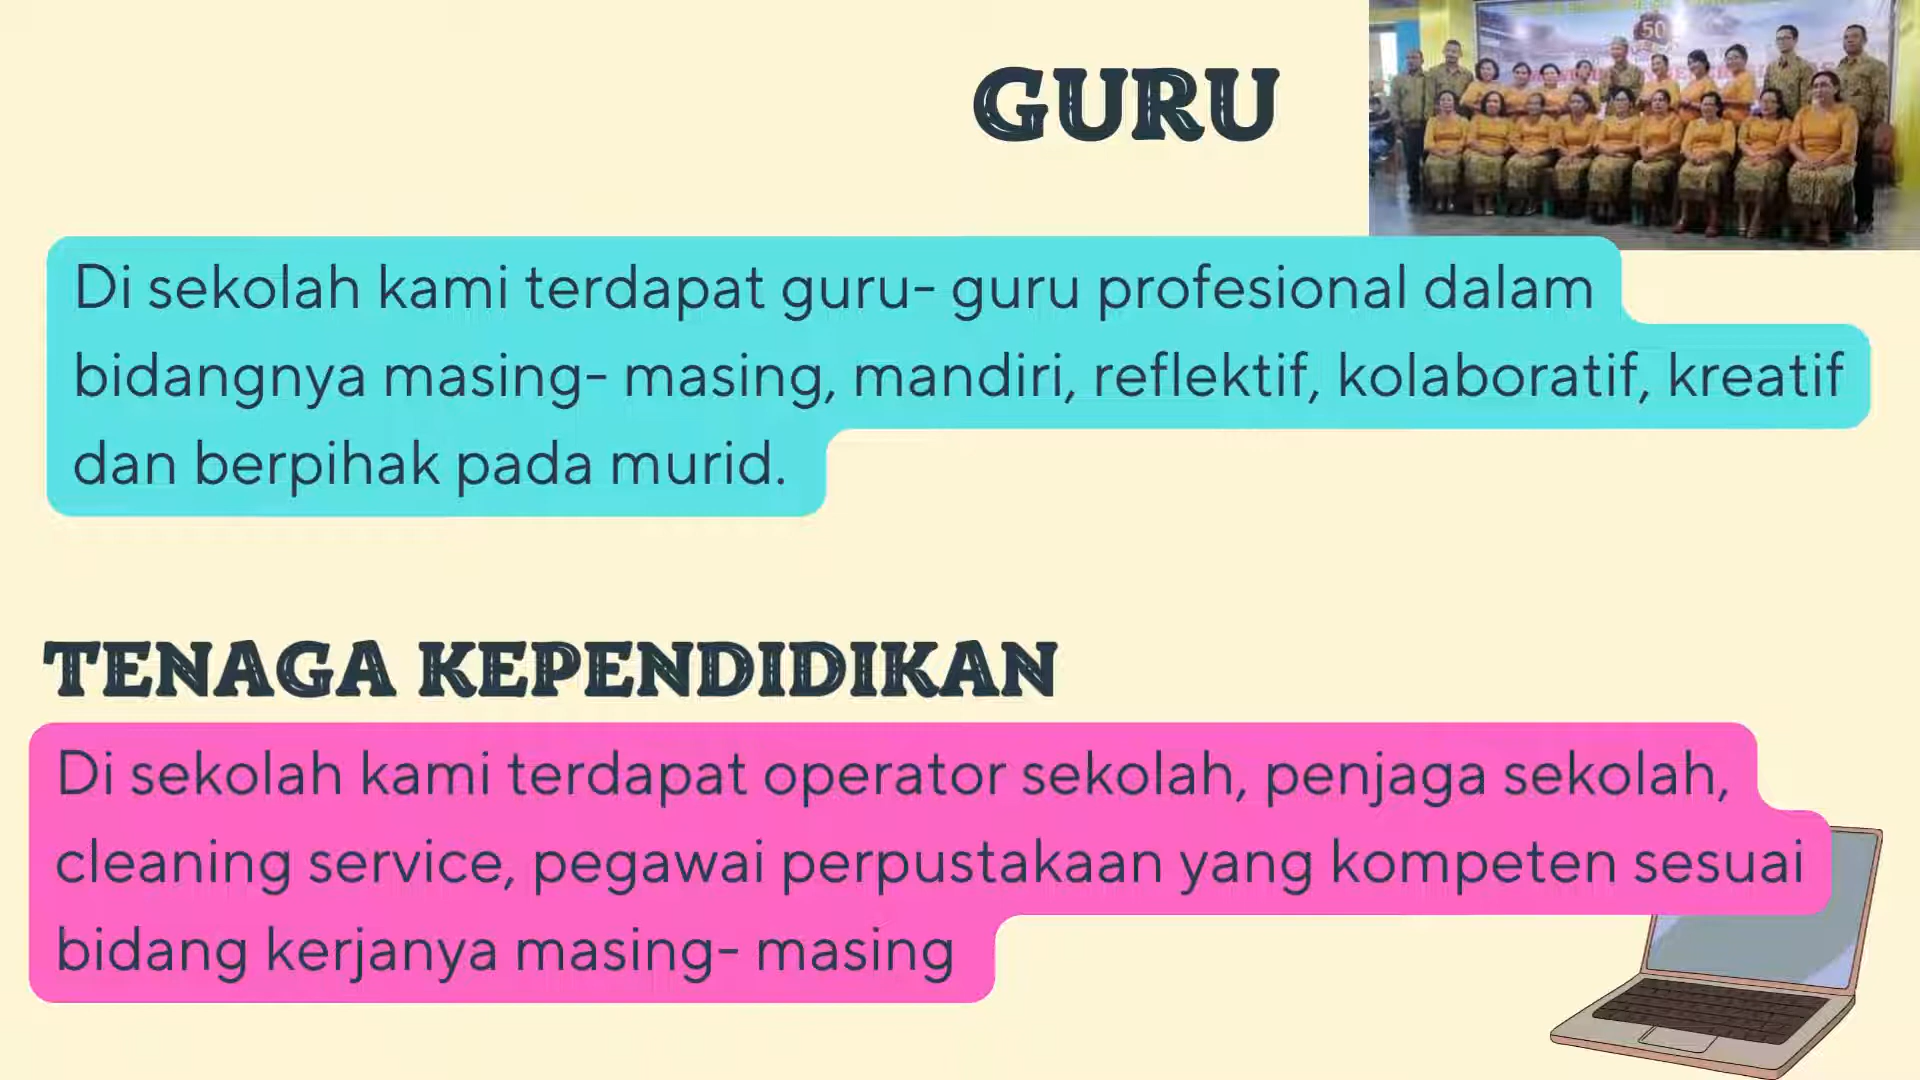 GURU
50
Di sekolah kami terdapat guru- guru profesional dalam
bidangnya masing- masing, mandiri, reflektif, kolaboratif, kreatif
dan berpihak pada murid.
TENAGA KEPENDIDIKAN
Di sekolah kami terdapat operator sekolah, penjaga sekolah,
cleaning service, pegawai perpustakaan yang kompeten sesuai
bidang kerjanya masing- masing